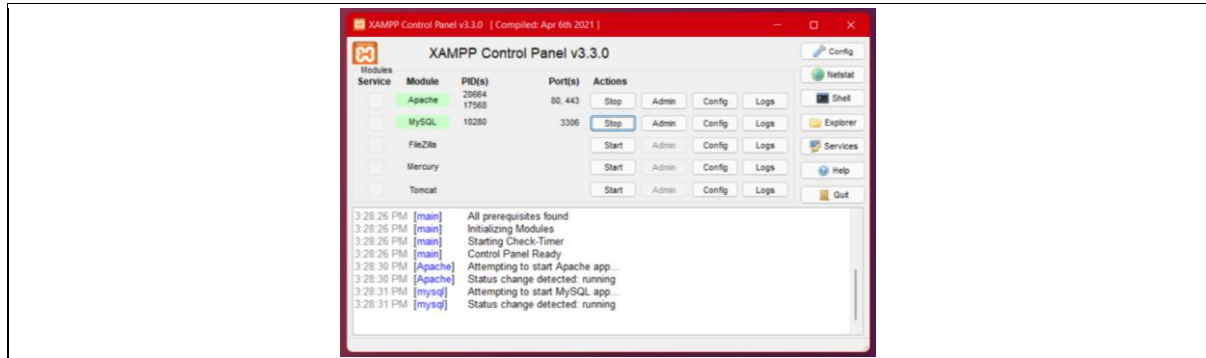 XAMPP Control Panel v3.3.0 [ Compiled: Apr 6th 2021 ]
XAMPP Control Panel v3.3.0
Config
Netstat
Shell
Explorer
Services
Help
Quit
Modules
Service Module PID(s) Port(s) Actions
Apache 20664 17568 80, 443 Stop Admin Config Logs
MySQL 10280 3306 Stop Admin Config Logs
FileZilla Start Admin Config Logs
Mercury Start Admin Config Logs
Tomcat Start Admin Config Logs
3:28:26 PM [main] All prerequisites found
3:28:26 PM [main] Initializing Modules
3:28:26 PM [main] Starting Check-Timer
3:28:26 PM [main] Control Panel Ready
3:28:30 PM [Apache] Attempting to start Apache app...
3:28:30 PM [Apache] Status change detected: running
3:28:31 PM [mysql] Attempting to start MySQL app...
3:28:31 PM [mysql] Status change detected: running